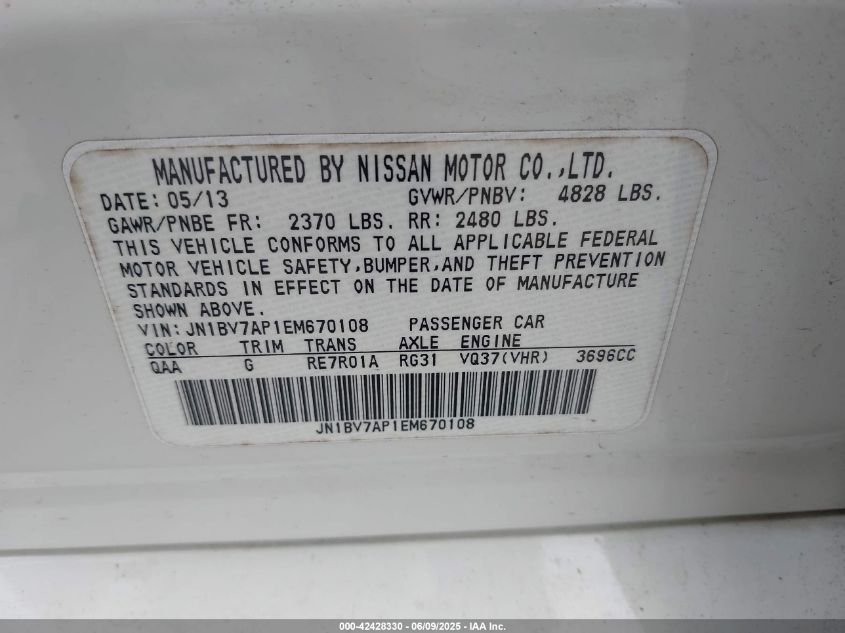 MANUFACTURED BY NISSAN MOTOR CO.,LTD.
DATE: 05/13 GVWR/PNBV: 4828 LBS.
GAWR/PNBE FR: 2370 LBS. RR: 2480 LBS.
THIS VEHICLE CONFORMS TO ALL APPLICABLE FEDERAL
MOTOR VEHICLE SAFETY,BUMPER,AND THEFT PREVENTION
STANDARDS IN EFFECT ON THE DATE OF MANUFACTURE
SHOWN ABOVE.
VIN:JN1BV7AP1EM670108 PASSENGER CAR
COLOR TRIM TRANS AXLE ENGINE
QAA G RE7R01A RG31 VQ37(VHR) 3696CC
JN1BV7AP1EM670108
000-42428330 - 06/09/2025 - IAA Inc.